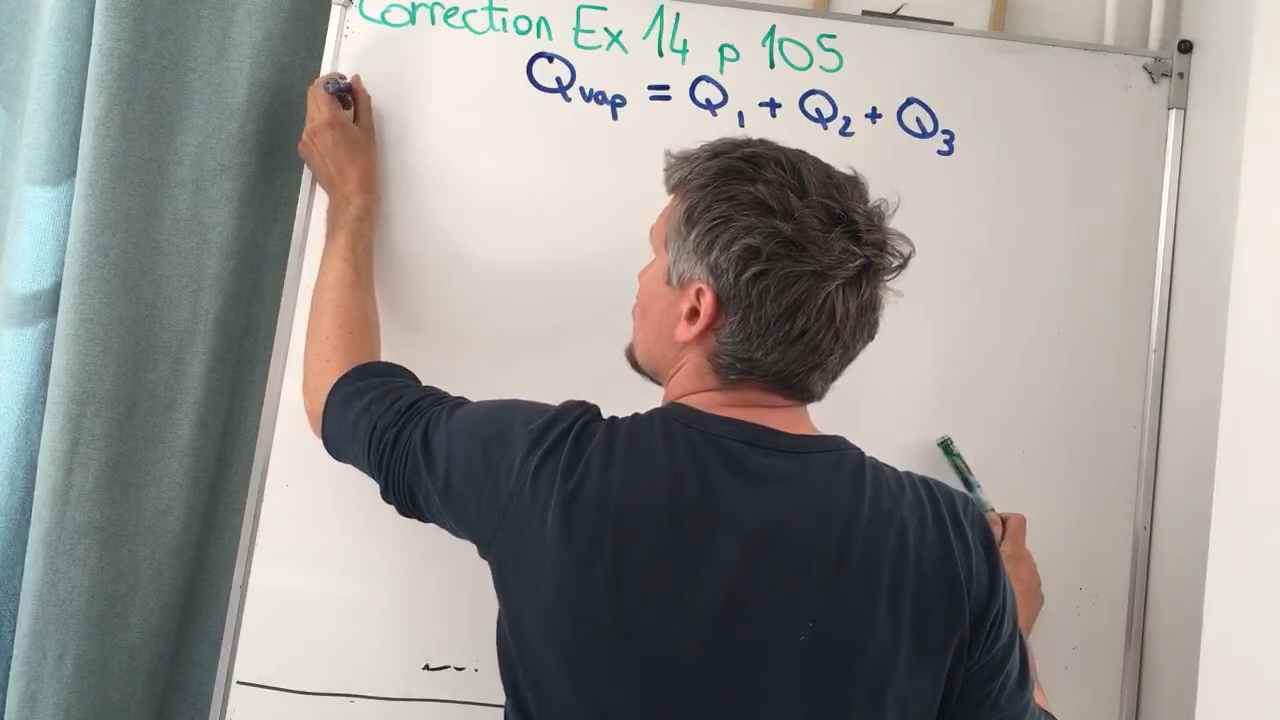 Correction Ex 14 p 105
Qvap = Q1 + Q2 + Q3